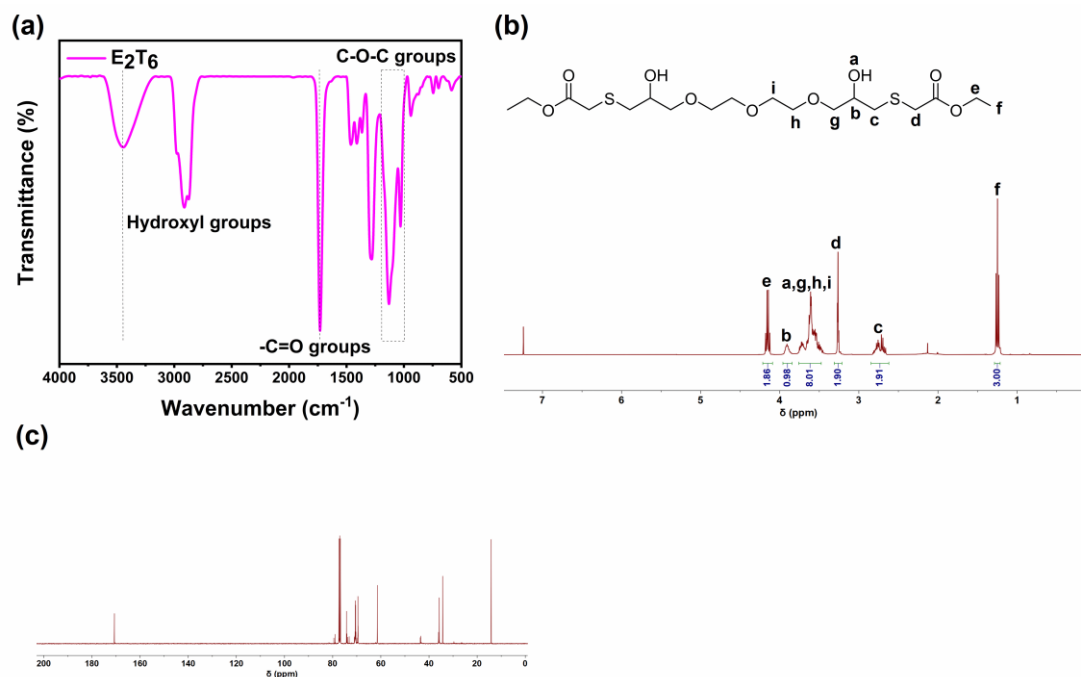 (a)
E₂T₆
C-O-C groups
Hydroxyl groups
-C=O groups
Transmittance (%)
4000 3500 3000 2500 2000 1500 1000 500
Wavenumber (cm⁻¹)
(b)
a
O OH OH O
i e
O S O O O S O
h g b c d f
f
d
e a,g,h,i
b c
1.86 0.98 8.01 1.90 1.91 3.00
7 6 5 4 3 2 1
δ (ppm)
(c)
200 180 160 140 120 100 80 60 40 20 0
δ (ppm)